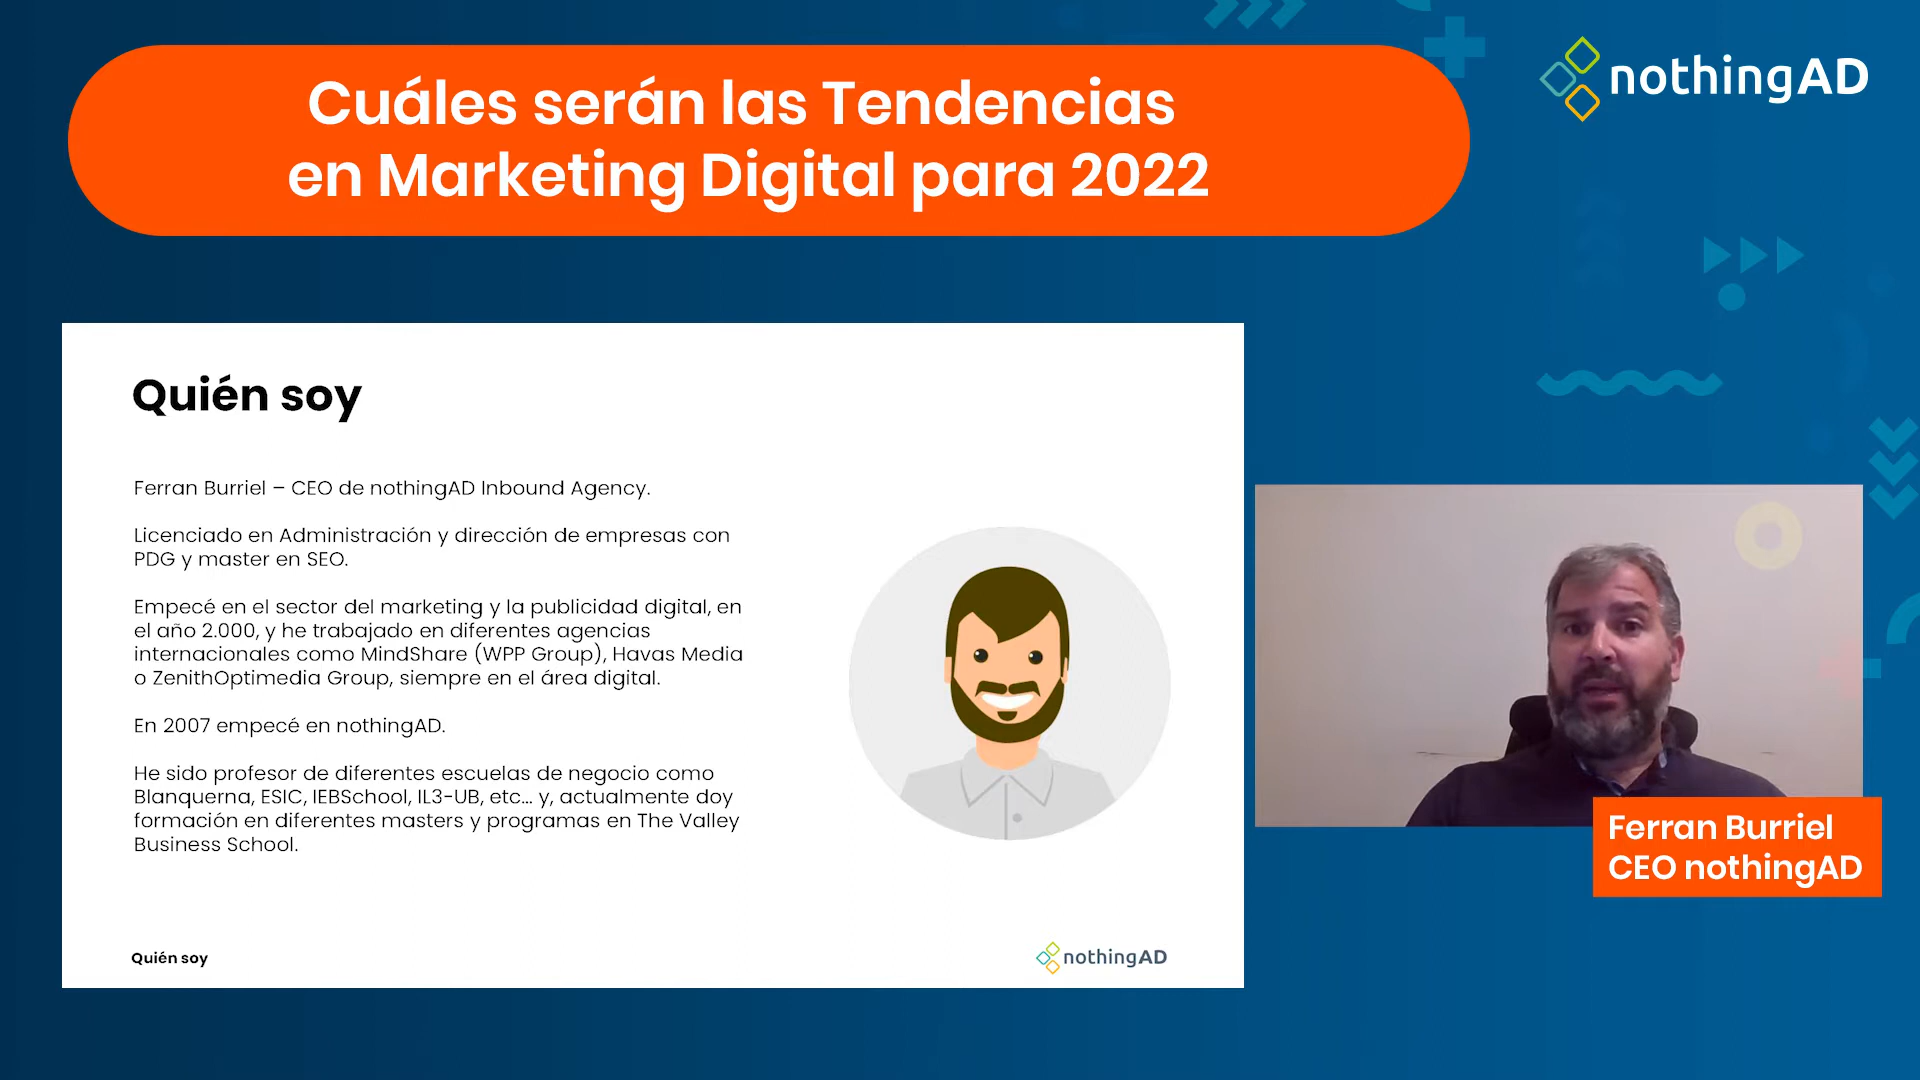 Cuáles serán las Tendencias
en Marketing Digital para 2022
nothingAD
Quién soy
Ferran Burriel – CEO de nothingAD Inbound Agency.
Licenciado en Administración y dirección de empresas con
PDG y master en SEO.
Empecé en el sector del marketing y la publicidad digital, en
el año 2.000, y he trabajado en diferentes agencias
internacionales como MindShare (WPP Group), Havas Media
o ZenithOptimedia Group, siempre en el área digital.
En 2007 empecé en nothingAD.
He sido profesor de diferentes escuelas de negocio como
Blanquerna, ESIC, IEBSchool, IL3-UB, etc... y, actualmente doy
formación en diferentes masters y programas en The Valley
Business School.
Quién soy
nothingAD
Ferran Burriel
CEO nothingAD